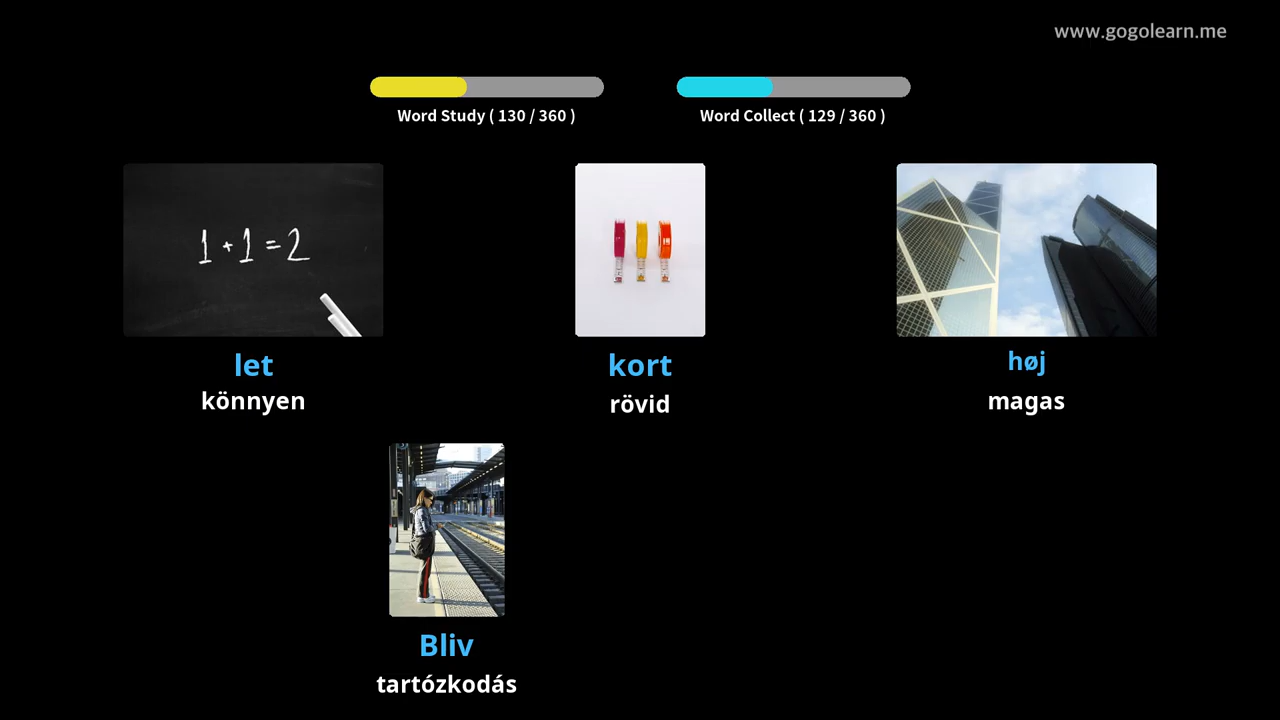 www.gogolearn.me
Word Study ( 130 / 360 )
Word Collect ( 129 / 360 )
1 + 1 = 2
let
könnyen
kort
rövid
høj
magas
Bliv
tartózkodás